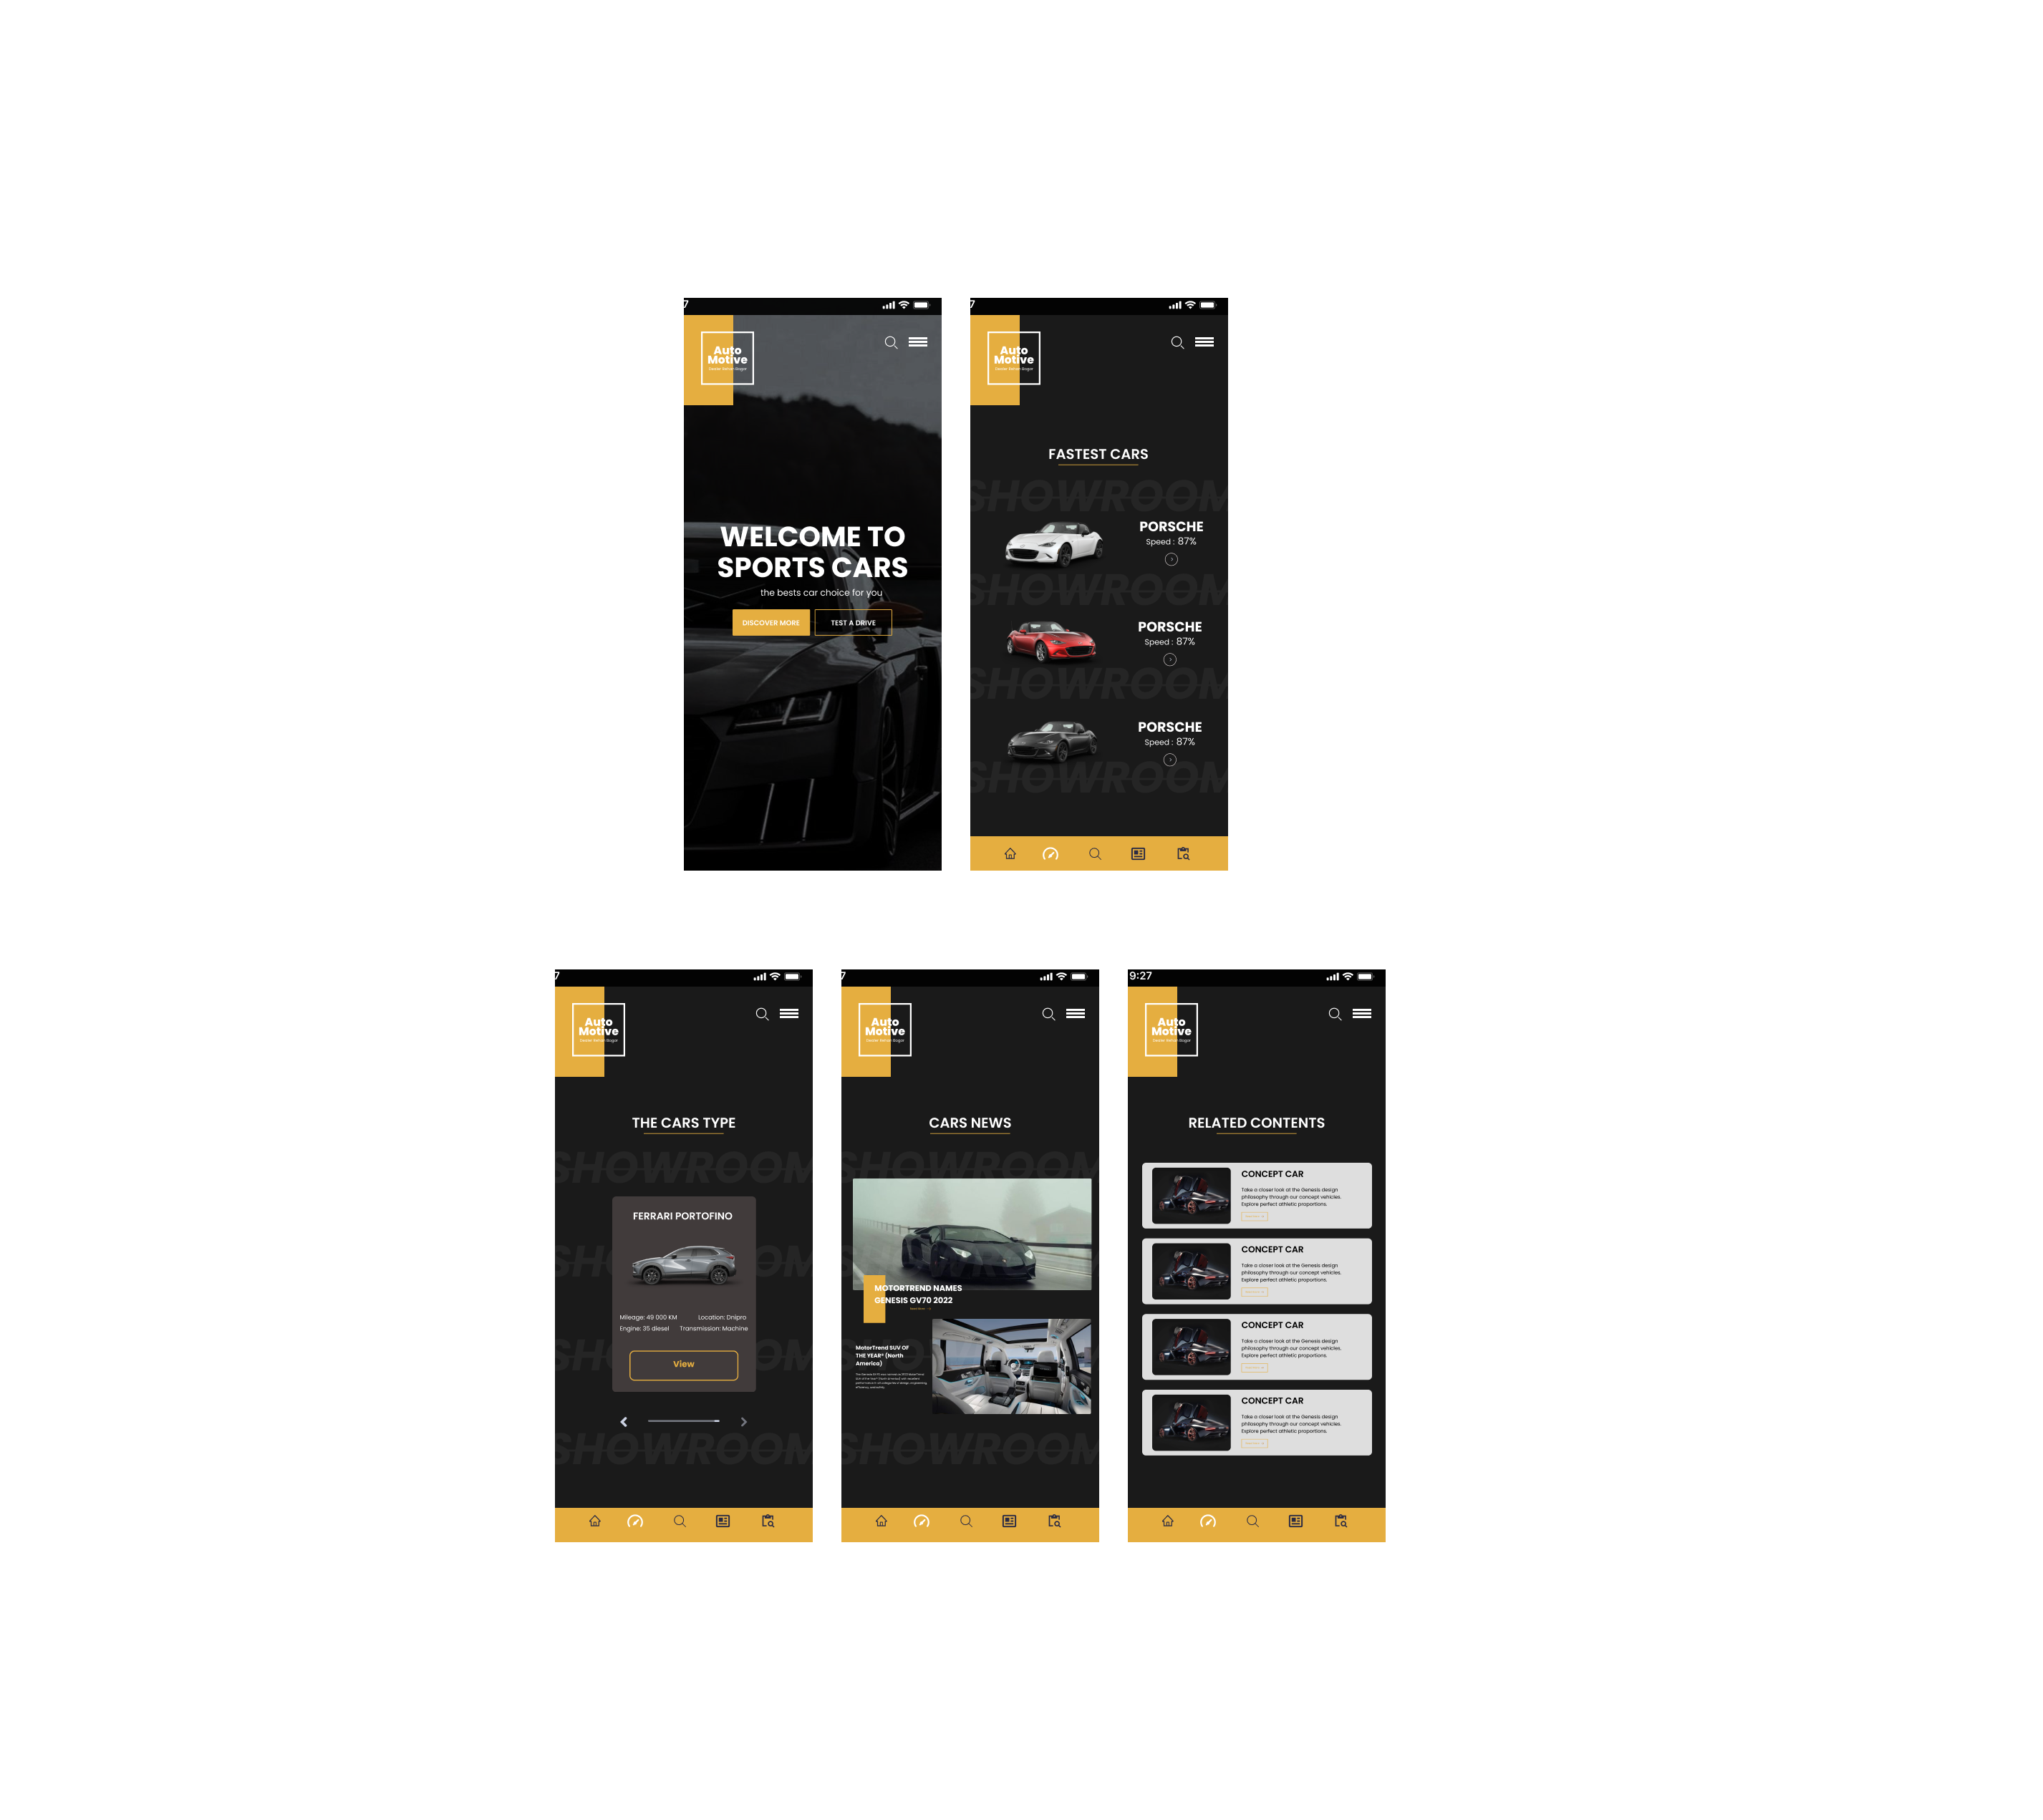 7
Auto
Motive
WELCOME TO
SPORTS CARS
the bests car choice for you
DISCOVER MORE
TEST A DRIVE
7
Auto
Motive
FASTEST CARS
SHOWROOM
PORSCHE
Speed : 87%
SHOWROOM
PORSCHE
Speed : 87%
SHOWROOM
PORSCHE
Speed : 87%
SHOWROOM
7
Auto
Motive
THE CARS TYPE
SHOWROOM
FERRARI PORTOFINO
Mileage: 49 000 KM
Location: Dnipro
Engine: 35 diesel
Transmission: Machine
View
SHOWROOM
7
Auto
Motive
CARS NEWS
SHOWROOM
MOTORTREND NAMES
GENESIS GV70 2022
MotorTrend SUV OF
THE YEAR® (North
America)
SHOWROOM
9:27
Auto
Motive
RELATED CONTENTS
CONCEPT CAR
Take a closer look at the Genesis design
philosophy through our concept vehicles.
Explore perfect athletic proportions.
CONCEPT CAR
Take a closer look at the Genesis design
philosophy through our concept vehicles.
Explore perfect athletic proportions.
CONCEPT CAR
Take a closer look at the Genesis design
philosophy through our concept vehicles.
Explore perfect athletic proportions.
CONCEPT CAR
Take a closer look at the Genesis design
philosophy through our concept vehicles.
Explore perfect athletic proportions.